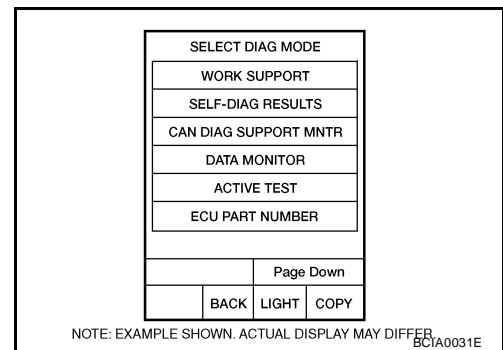 SELECT DIAG MODE
WORK SUPPORT
SELF-DIAG RESULTS
CAN DIAG SUPPORT MNTR
DATA MONITOR
ACTIVE TEST
ECU PART NUMBER
Page Down
BACK LIGHT COPY
NOTE: EXAMPLE SHOWN. ACTUAL DISPLAY MAY DIFFER
BCIA0031E